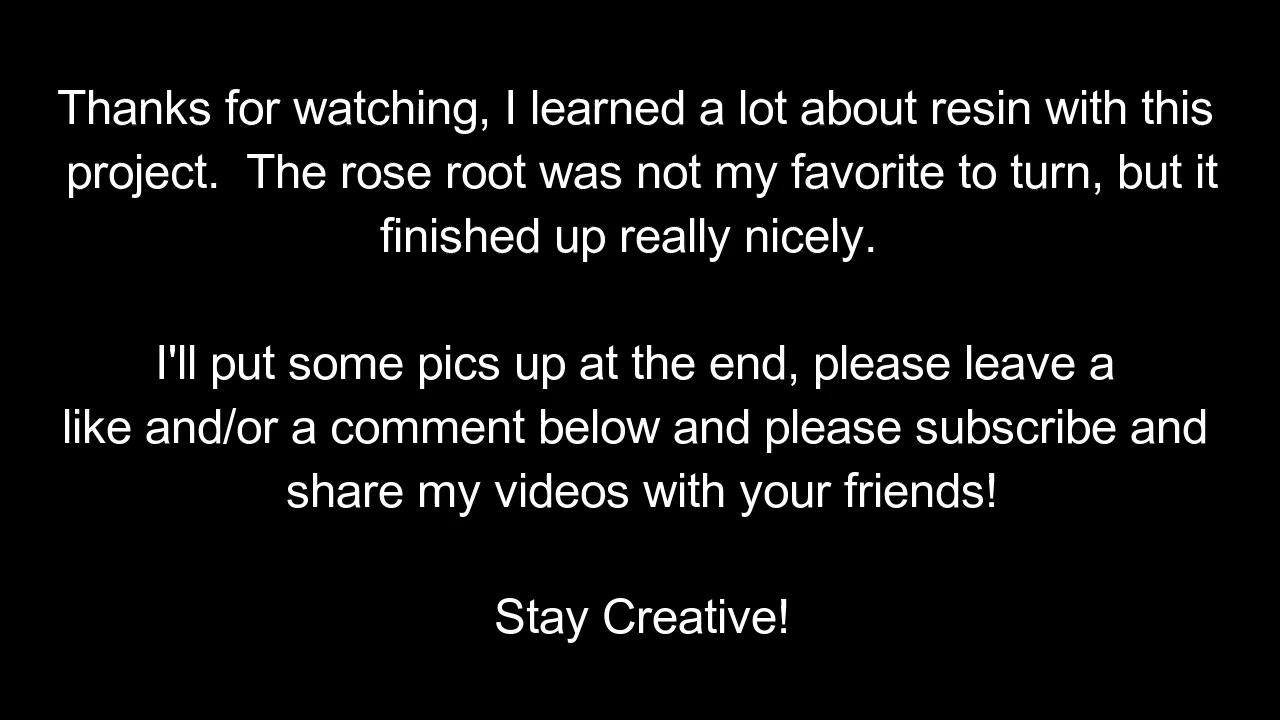 Thanks for watching, I learned a lot about resin with this
project.  The rose root was not my favorite to turn, but it
finished up really nicely.
I'll put some pics up at the end, please leave a
like and/or a comment below and please subscribe and
share my videos with your friends!
Stay Creative!